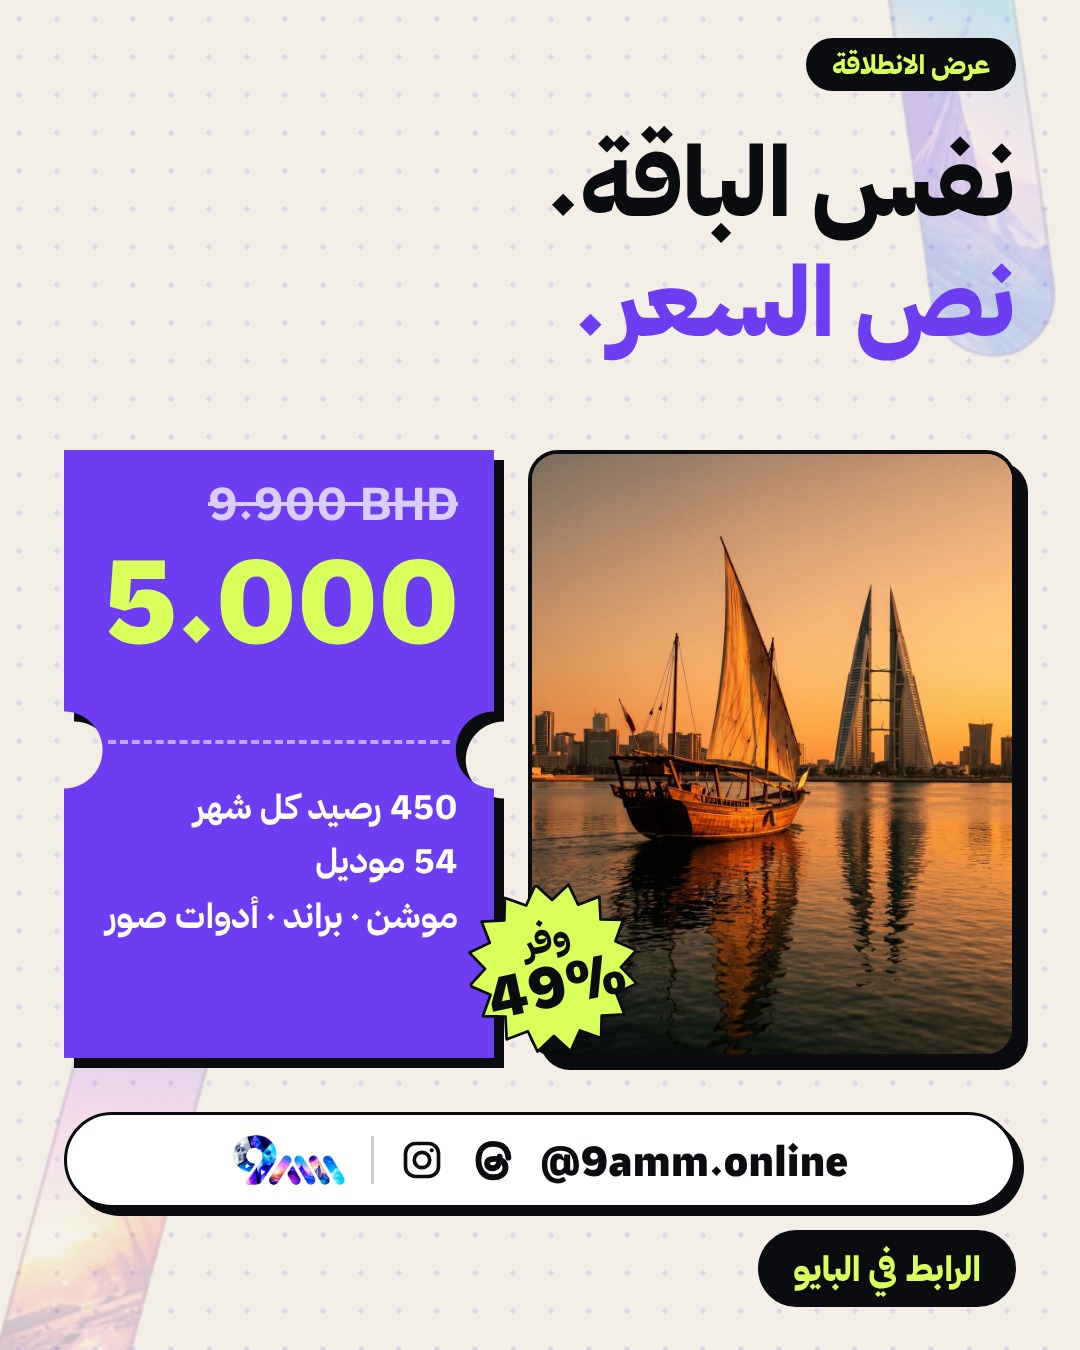 عرض الانطلاقة
نفس الباقة.
نص السعر.
9.900 BHD
5.000
450 رصيد كل شهر
54 موديل
موشن · براند · أدوات صور
وفر
49%
9amm
@9amm.online
الرابط في البايو